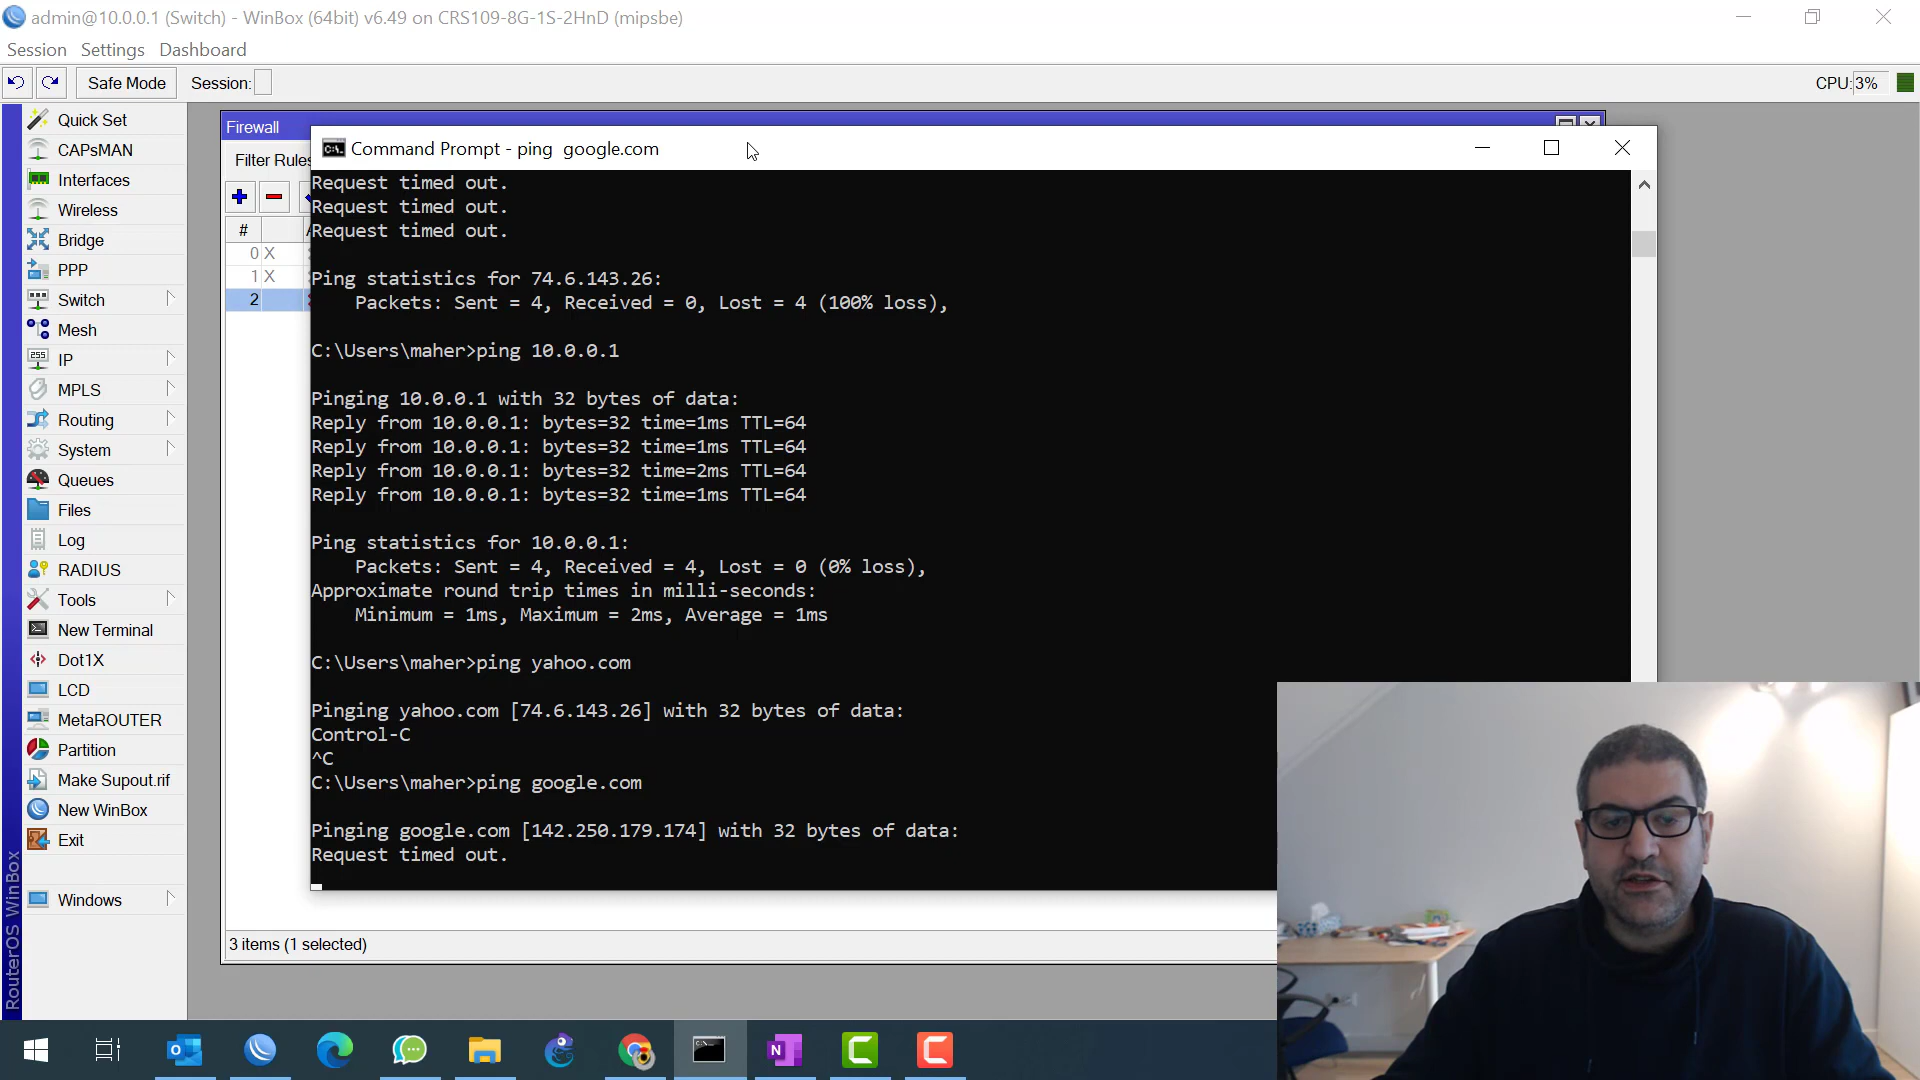 admin@10.0.0.1 (Switch) - WinBox (64bit) v6.49 on CRS109-8G-1S-2HnD (mipsbe)
Session Settings Dashboard
Safe Mode Session: CPU: 3%
Quick Set
CAPsMAN
Interfaces
Wireless
Bridge
PPP
Switch
Mesh
IP
MPLS
Routing
System
Queues
Files
Log
RADIUS
Tools
New Terminal
Dot1X
LCD
MetaROUTER
Partition
Make Supout.rif
New WinBox
Exit
Windows
RouterOS WinBox
Firewall
Filter Rules
#
0 X
1 X
2
3 items (1 selected)
Command Prompt - ping google.com
Request timed out.
Request timed out.
Request timed out.
Ping statistics for 74.6.143.26:
Packets: Sent = 4, Received = 0, Lost = 4 (100% loss),
C:\Users\maher>ping 10.0.0.1
Pinging 10.0.0.1 with 32 bytes of data:
Reply from 10.0.0.1: bytes=32 time=1ms TTL=64
Reply from 10.0.0.1: bytes=32 time=1ms TTL=64
Reply from 10.0.0.1: bytes=32 time=2ms TTL=64
Reply from 10.0.0.1: bytes=32 time=1ms TTL=64
Ping statistics for 10.0.0.1:
Packets: Sent = 4, Received = 4, Lost = 0 (0% loss),
Approximate round trip times in milli-seconds:
Minimum = 1ms, Maximum = 2ms, Average = 1ms
C:\Users\maher>ping yahoo.com
Pinging yahoo.com [74.6.143.26] with 32 bytes of data:
Control-C
^C
C:\Users\maher>ping google.com
Pinging google.com [142.250.179.174] with 32 bytes of data:
Request timed out.